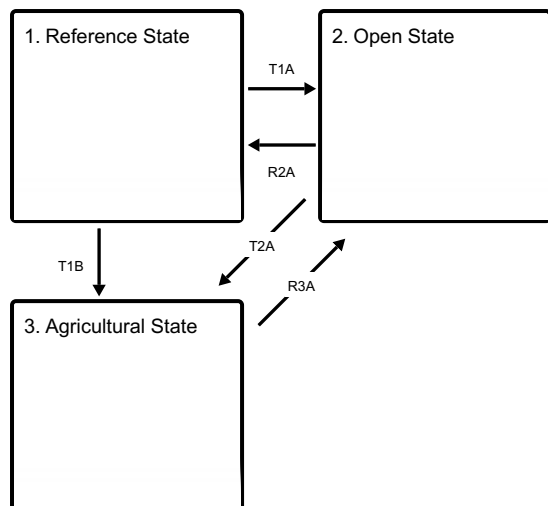 1. Reference State
2. Open State
T1A
R2A
T1B
T2A
R3A
3. Agricultural State